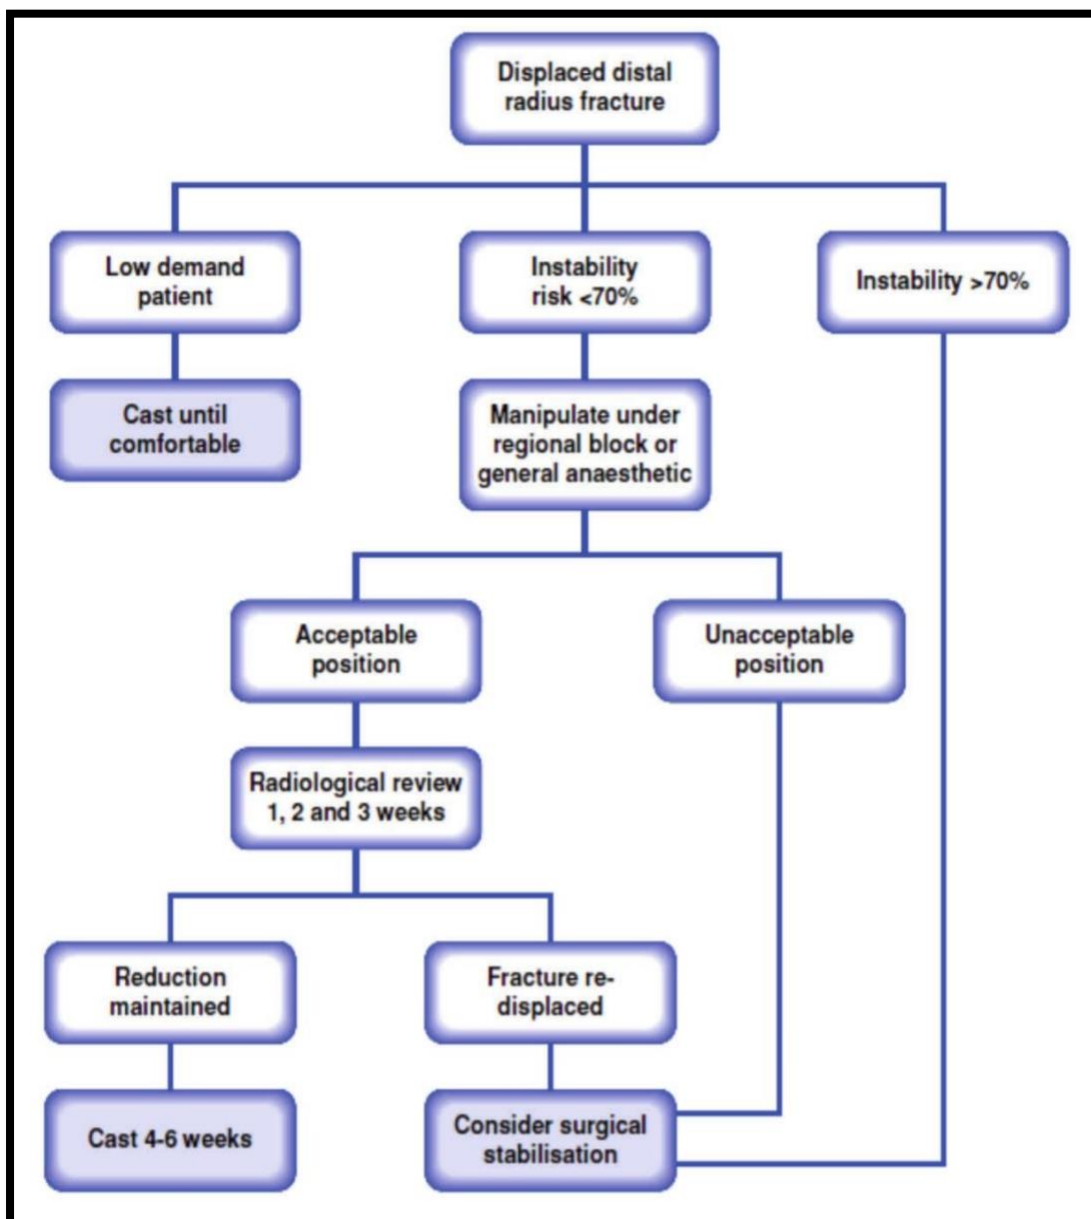 Displaced distal
radius fracture
Low demand
patient
Instability
risk <70%
Instability >70%
Cast until
comfortable
Manipulate under
regional block or
general anaesthetic
Acceptable
position
Unacceptable
position
Radiological review
1, 2 and 3 weeks
Reduction
maintained
Fracture re-
displaced
Cast 4-6 weeks
Consider surgical
stabilisation